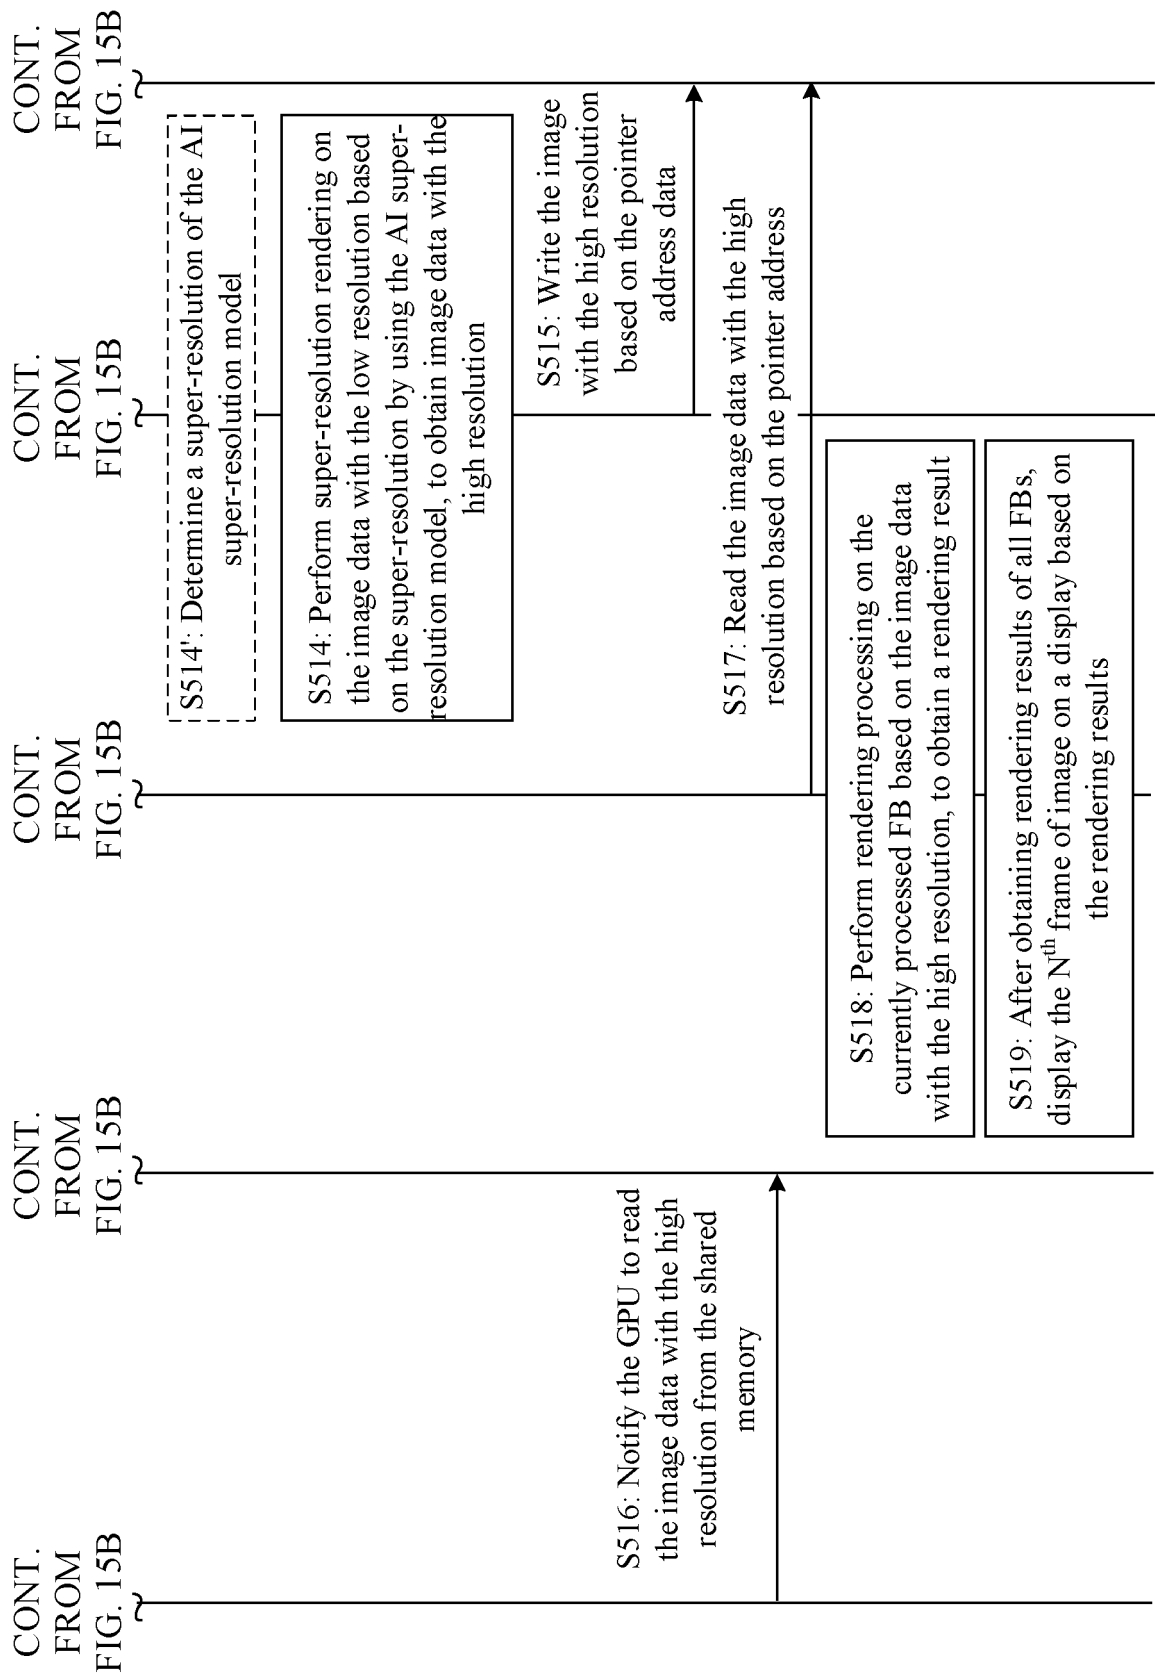 CONT.
FROM
FIG. 15B
CONT.
FROM
FIG. 15B
CONT.
FROM
FIG. 15B
CONT.
FROM
FIG. 15B
CONT.
FROM
FIG. 15B
S514': Determine a super-resolution of the AI
super-resolution model
S514: Perform super-resolution rendering on
the image data with the low resolution based
on the super-resolution by using the AI super-
resolution model, to obtain image data with the
high resolution
S515: Write the image
with the high resolution
based on the pointer
address data
S516: Notify the GPU to read
the image data with the high
resolution from the shared
memory
S517: Read the image data with the high
resolution based on the pointer address
S518: Perform rendering processing on the
currently processed FB based on the image data
with the high resolution, to obtain a rendering result
S519: After obtaining rendering results of all FBs,
display the Nth frame of image on a display based on
the rendering results